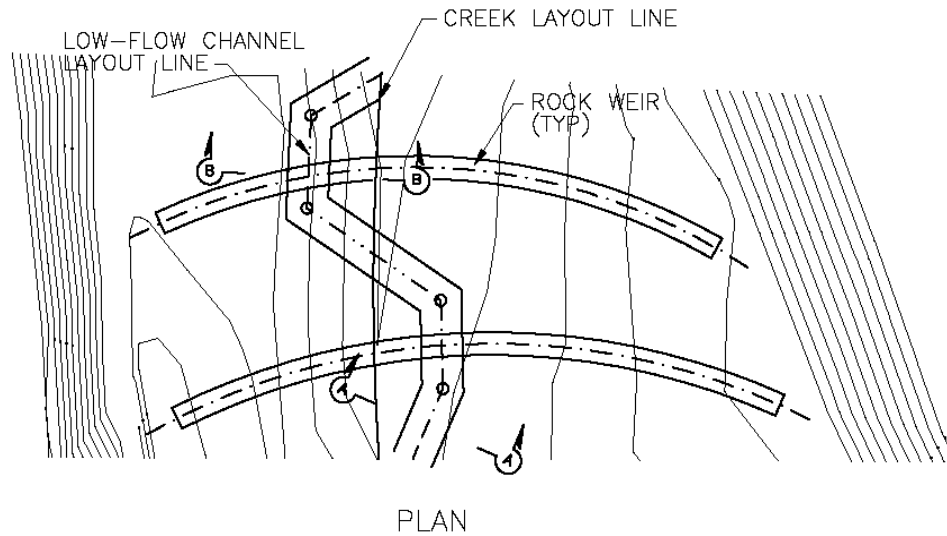 CREEK LAYOUT LINE
LOW-FLOW CHANNEL
LAYOUT LINE
ROCK WEIR
(TYP)
B
B
A
A
PLAN